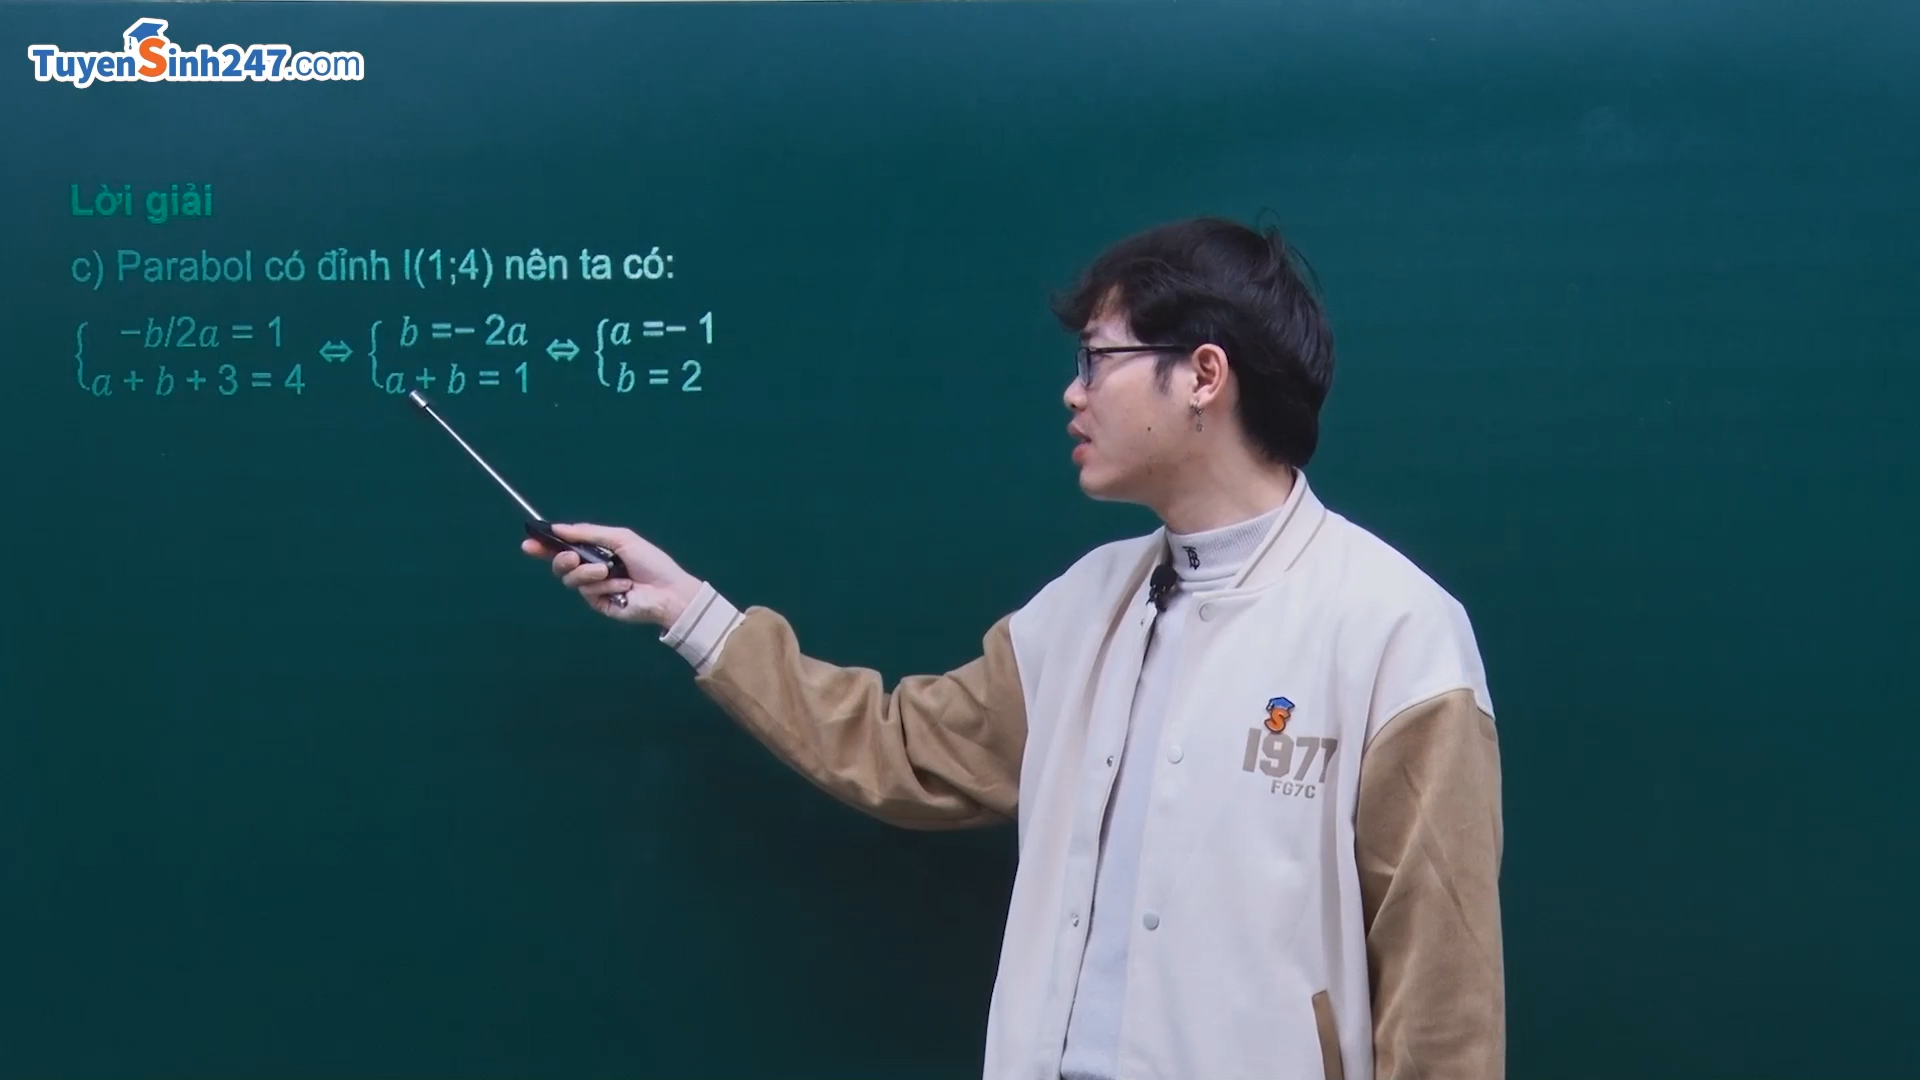 TuyenSinh247.com
Lời giải
c) Parabol có đỉnh I(1;4) nên ta có:
{ −b/2a = 1 ⇔ { b =− 2a ⇔ { a =− 1
{ a + b + 3 = 4 { a + b = 1 { b = 2
TB
S
1977
FG7C